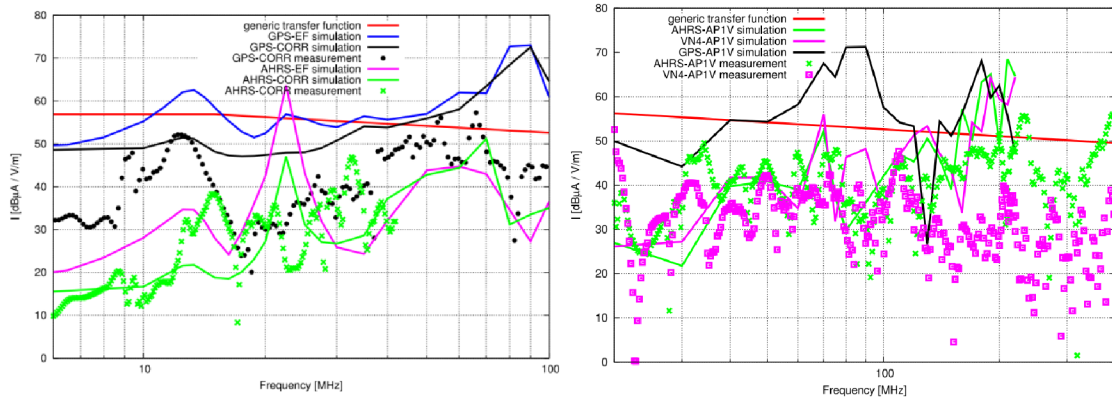 80
70
60
50
40
30
20
10
0
I [dBµA / V/m]
generic transfer function
GPS-EF simulation
GPS-CORR simulation
GPS-CORR measurement
AHRS-EF simulation
AHRS-CORR simulation
AHRS-CORR measurement
10
100
Frequency [MHz]
80
70
60
50
40
30
20
10
0
I [dBµA / V/m]
generic transfer function
AHRS-AP1V simulation
VN4-AP1V simulation
GPS-AP1V simulation
AHRS-AP1V measurement
VN4-AP1V measurement
100
Frequency [MHz]